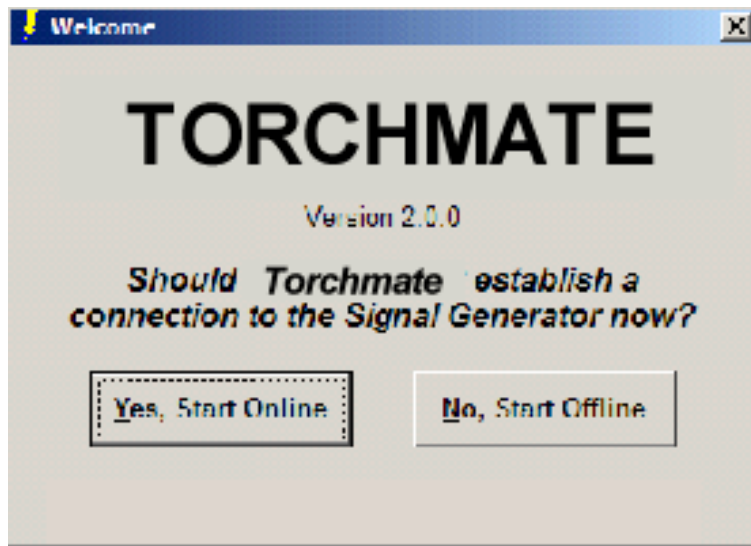 Welcome
TORCHMATE
Version 2.0.0
Should Torchmate establish a
connection to the Signal Generator now?
Yes, Start Online
No, Start Offline